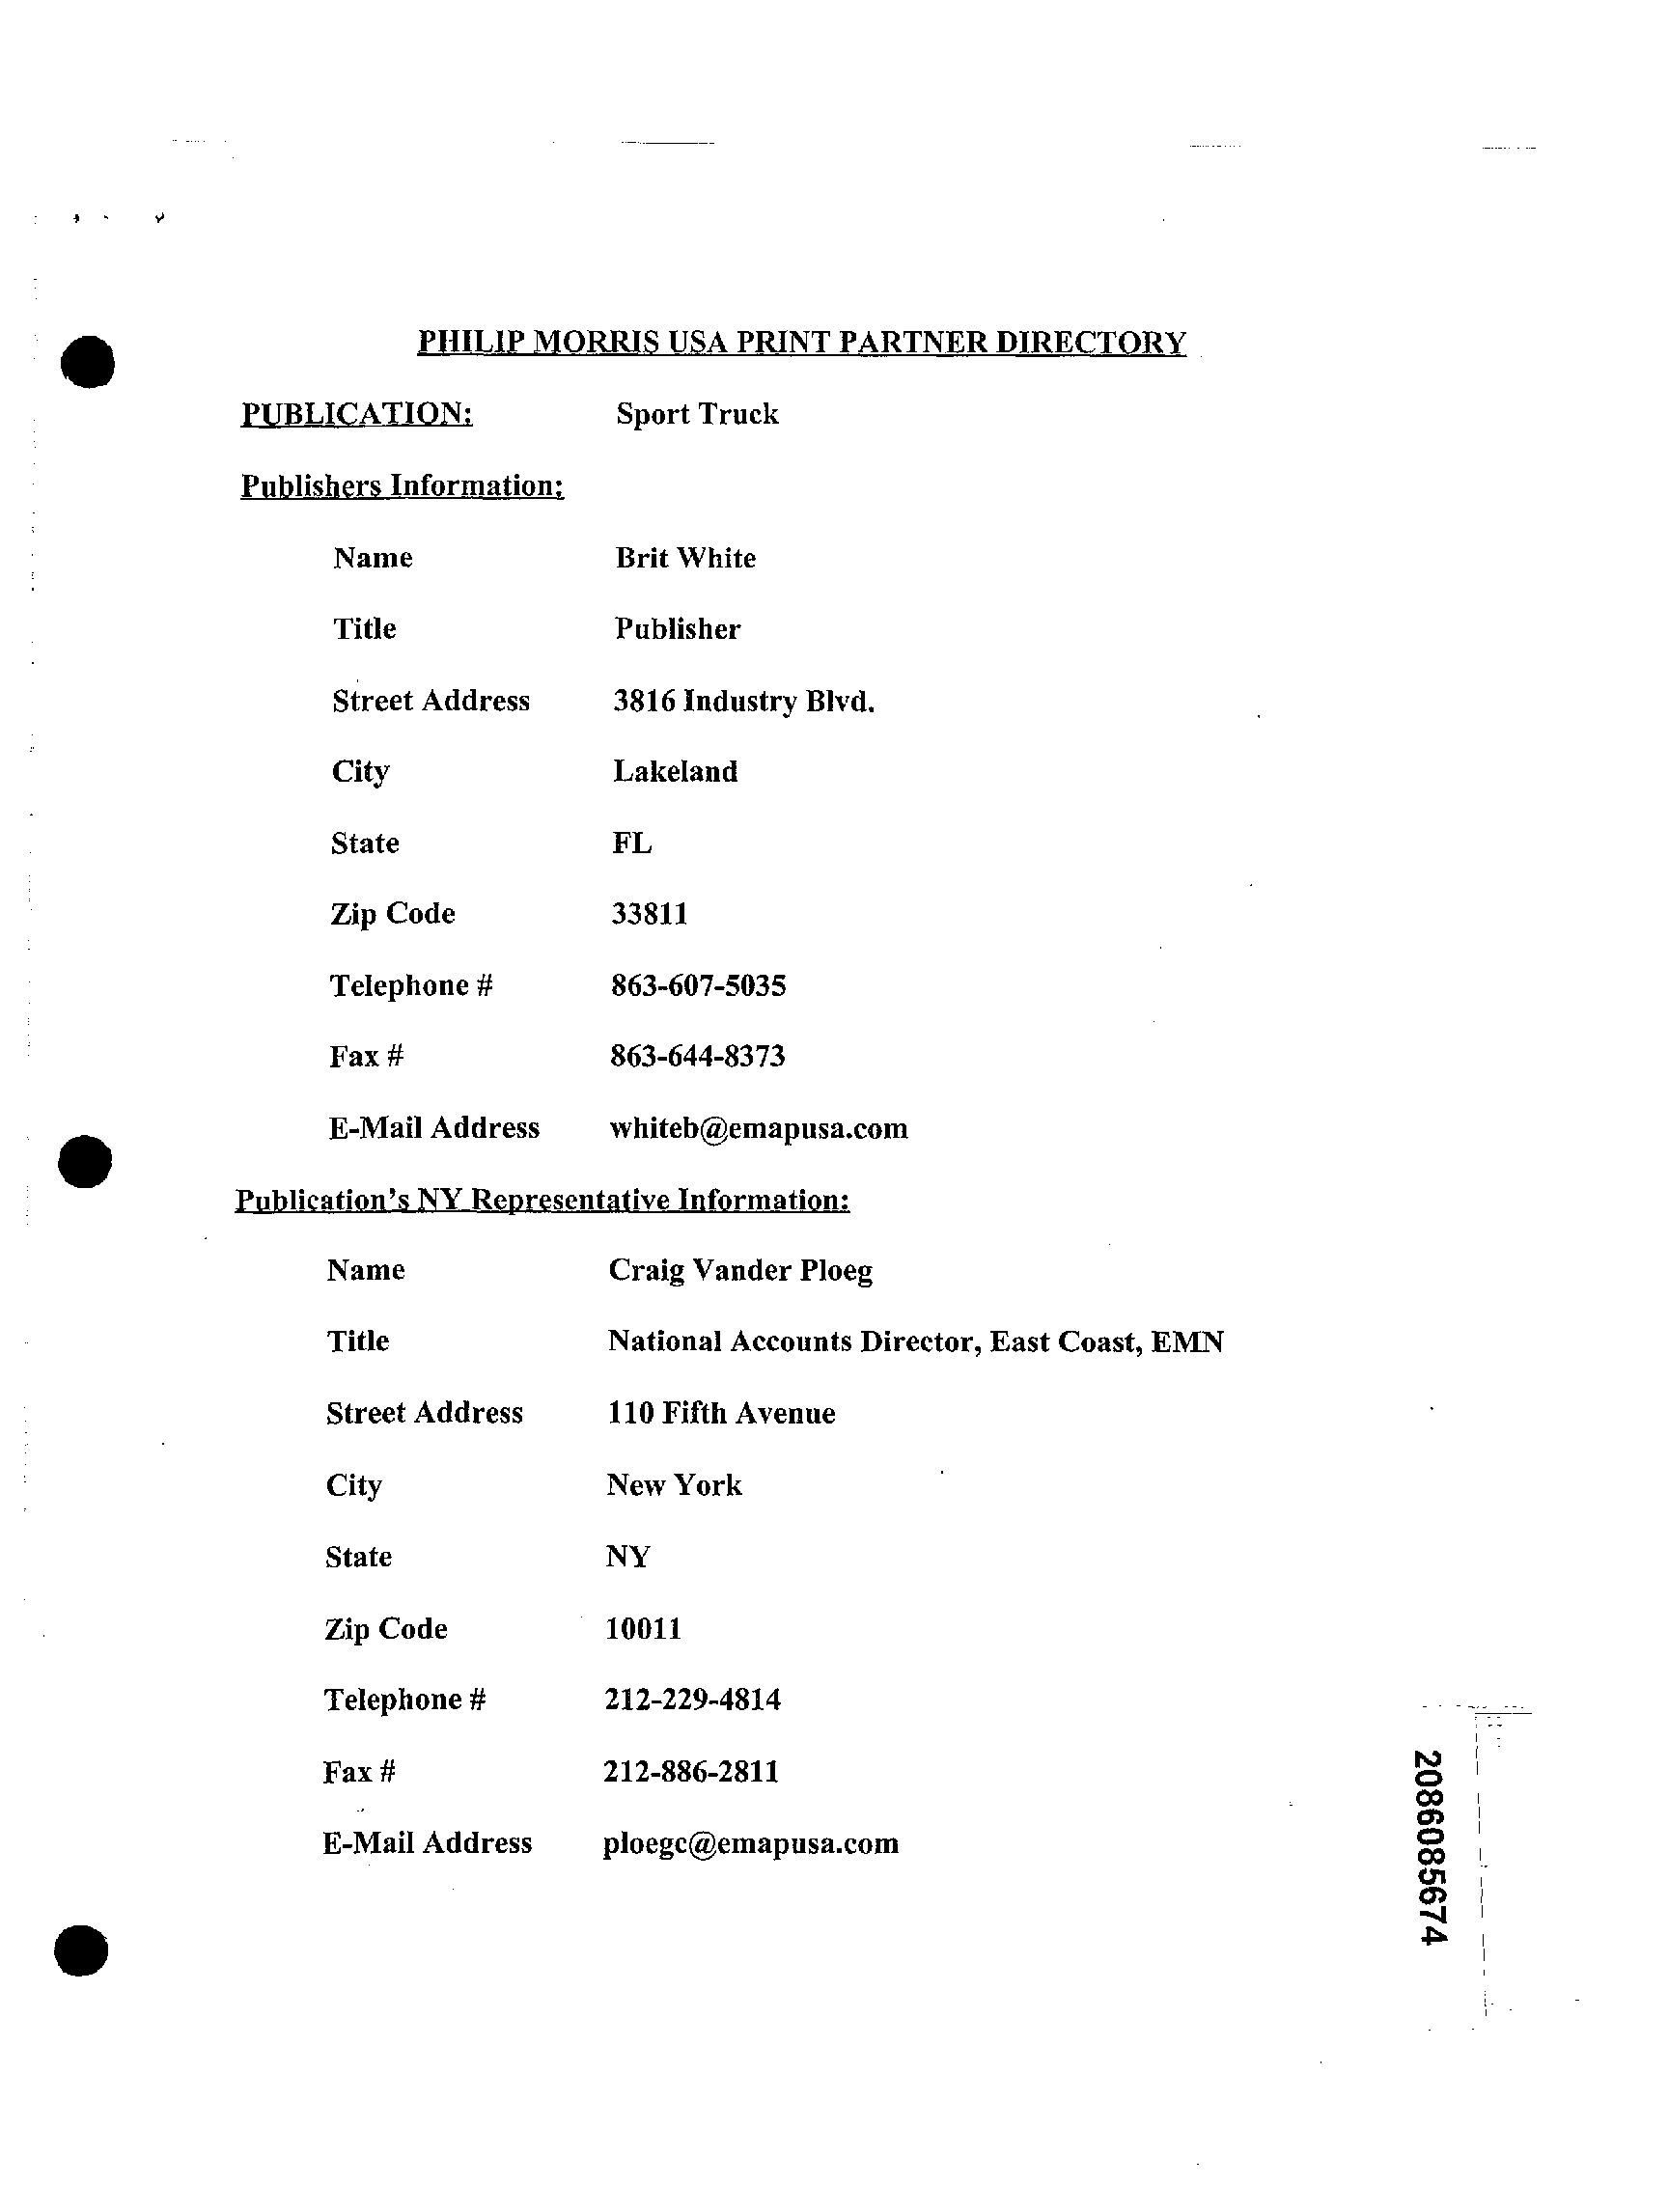 PHILIP MORRIS USA PRINT PARTNER DIRECTORY
PUBLICATION: Sport Truck
Publishers Information:
Name Brit White
Title Publisher
Street Address 3816 Industry Blvd.
City Lakeland
State FL
Zip Code 33811
Telephone # 863-607-5035
Fax # 863-644-8373
E-Mail Address whiteb@emapusa.com
Publication's NY Representative Information:
Name Craig Vander Ploeg
Title National Accounts Director, East Coast, EMN
Street Address 110 Fifth Avenue
City New York
State NY
Zip Code 10011
Telephone # 212-229-4814
Fax # 212-886-2811
E-Mail Address ploegc@emapusa.com
2086085674